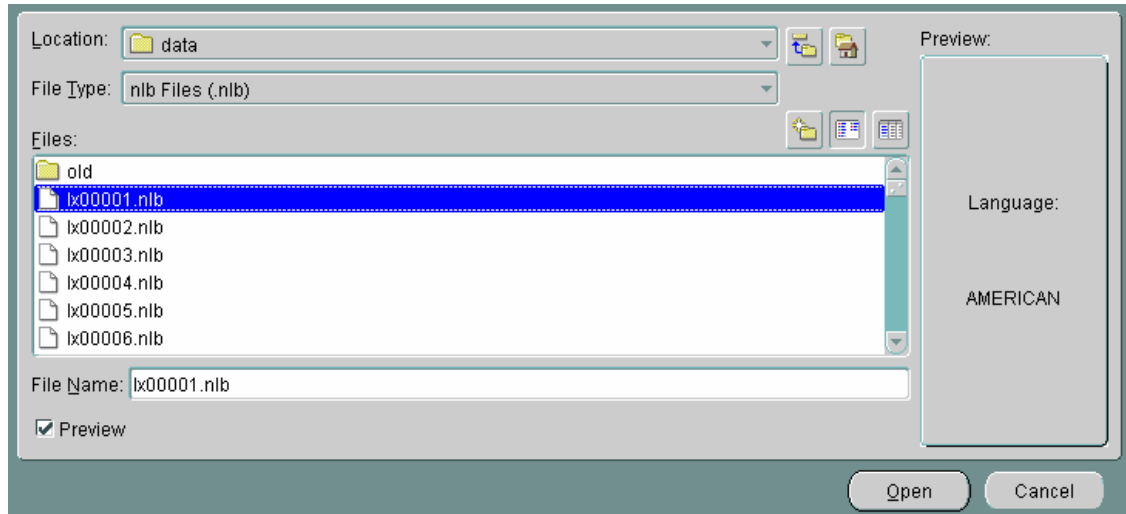 Location: data
File Type: nlb Files (.nlb)
Files:
old
lx00001.nlb
lx00002.nlb
lx00003.nlb
lx00004.nlb
lx00005.nlb
lx00006.nlb
File Name: lx00001.nlb
Preview
Preview:
Language:
AMERICAN
Open Cancel